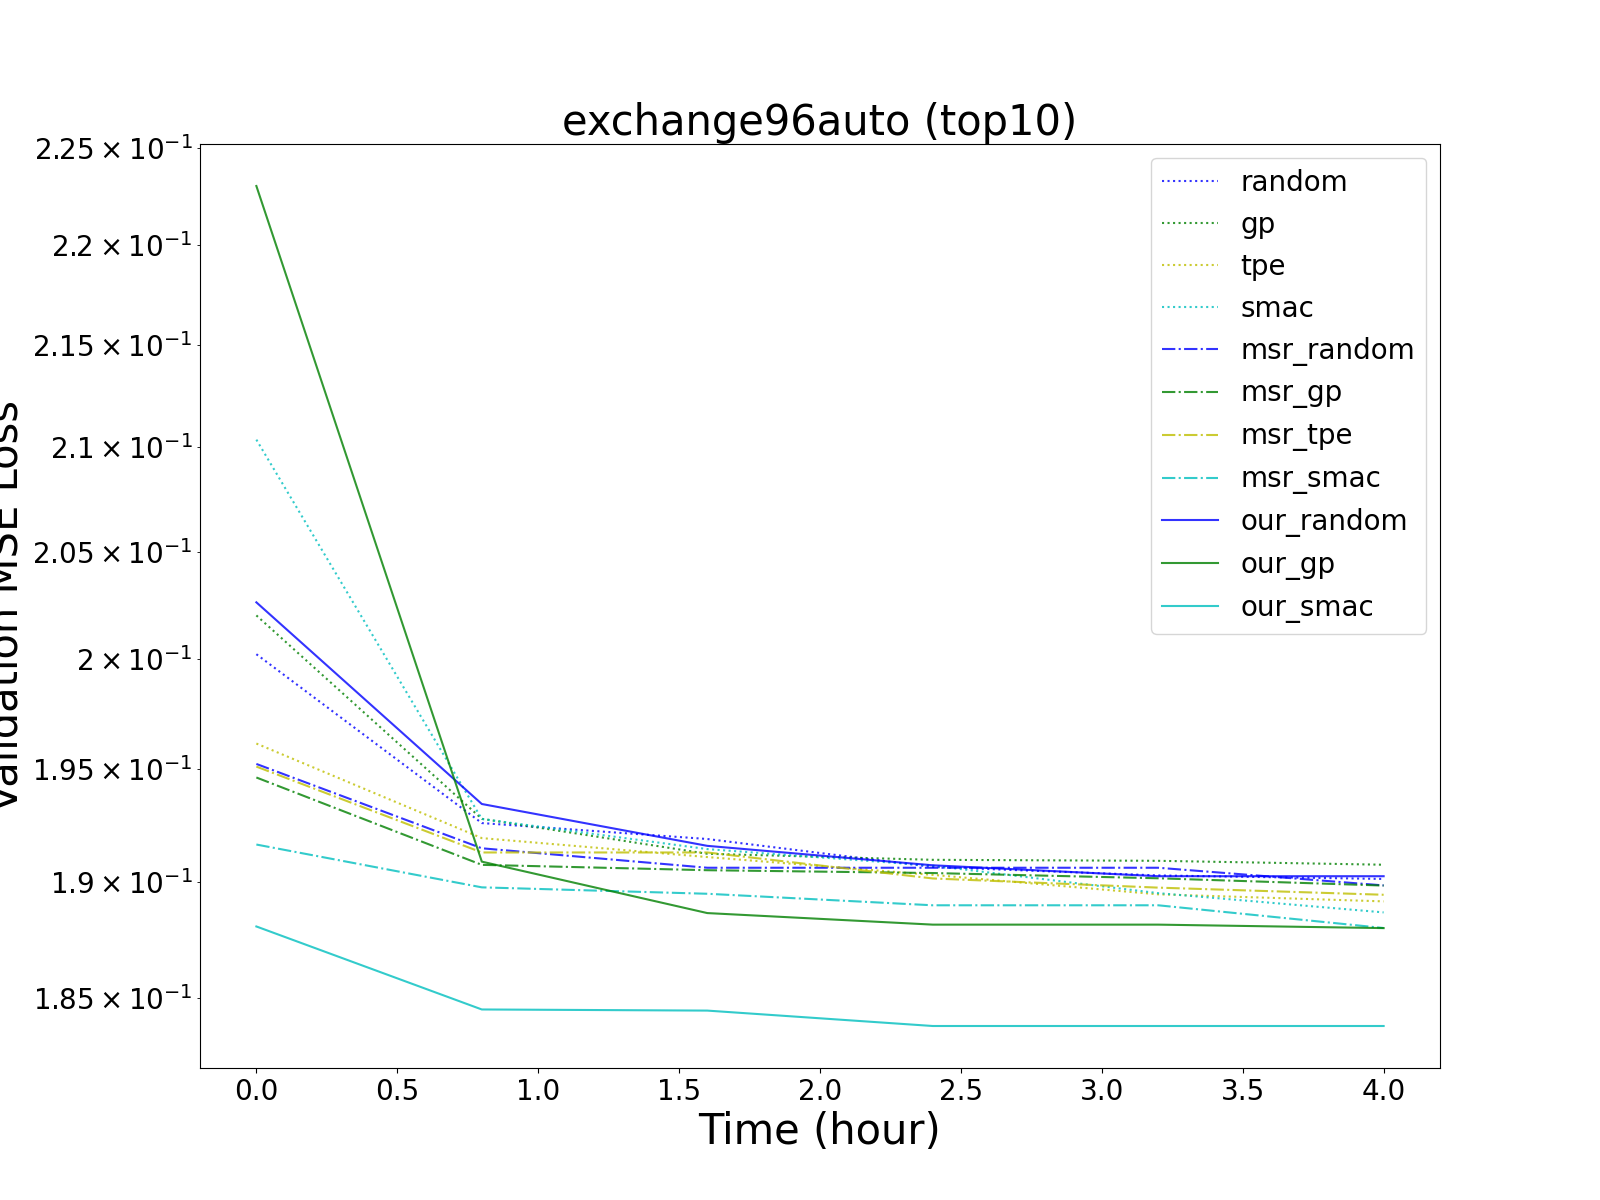 exchange96auto (top10)
2.25 × 10⁻¹
2.2 × 10⁻¹
2.15 × 10⁻¹
2.1 × 10⁻¹
2.05 × 10⁻¹
2 × 10⁻¹
1.95 × 10⁻¹
1.9 × 10⁻¹
1.85 × 10⁻¹
Validation MSE Loss
random
gp
tpe
smac
msr_random
msr_gp
msr_tpe
msr_smac
our_random
our_gp
our_smac
0.0 0.5 1.0 1.5 2.0 2.5 3.0 3.5 4.0
Time (hour)